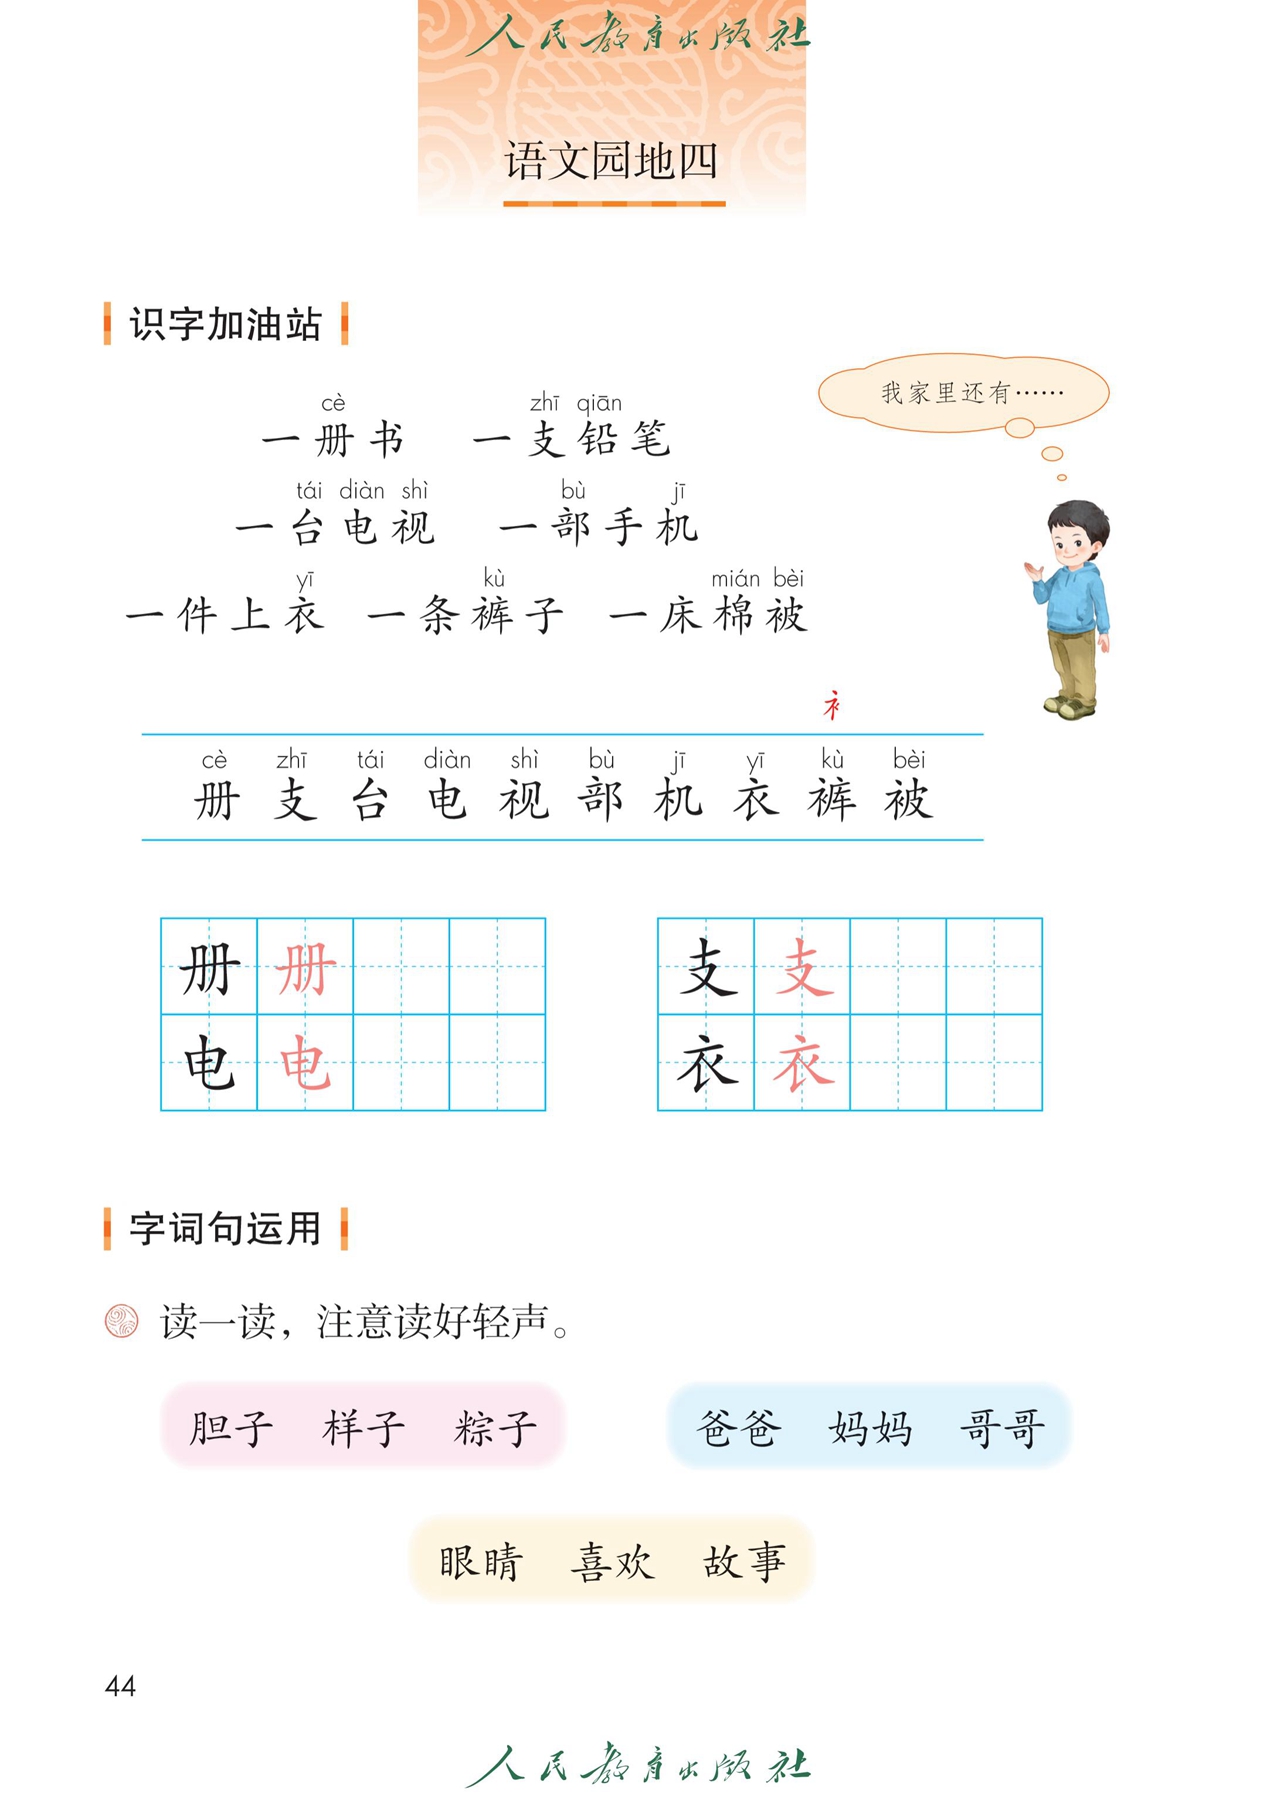 人民教育出版社
语文园地四
识字加油站
我家里还有……
cè zhī qiān
一册书 一支铅笔
tái diàn shì bù jī
一台电视 一部手机
yī kù mián bèi
一件上衣 一条裤子 一床棉被
衤
cè zhī tái diàn shì bù jī yī kù bèi
册 支 台 电 视 部 机 衣 裤 被
册 册 支 支
电 电 衣 衣
字词句运用
读一读，注意读好轻声。
胆子 样子 粽子 爸爸 妈妈 哥哥
眼睛 喜欢 故事
44
人民教育出版社